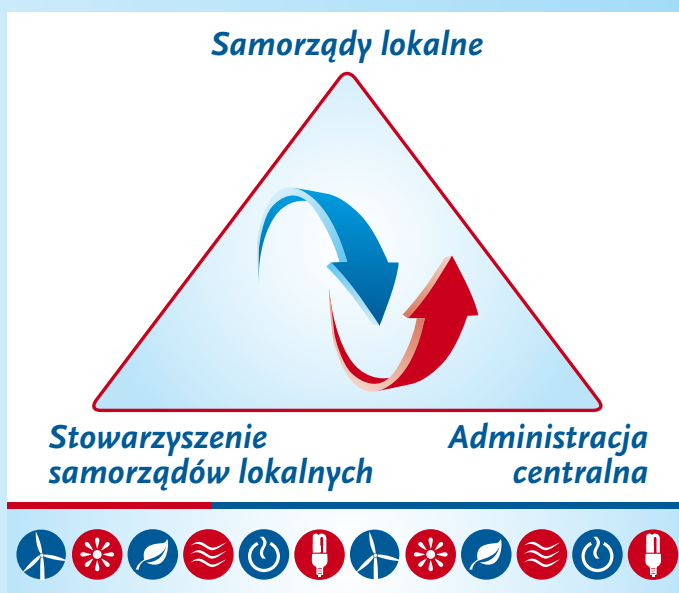 Samorządy lokalne
Stowarzyszenie
samorządów lokalnych
Administracja
centralna